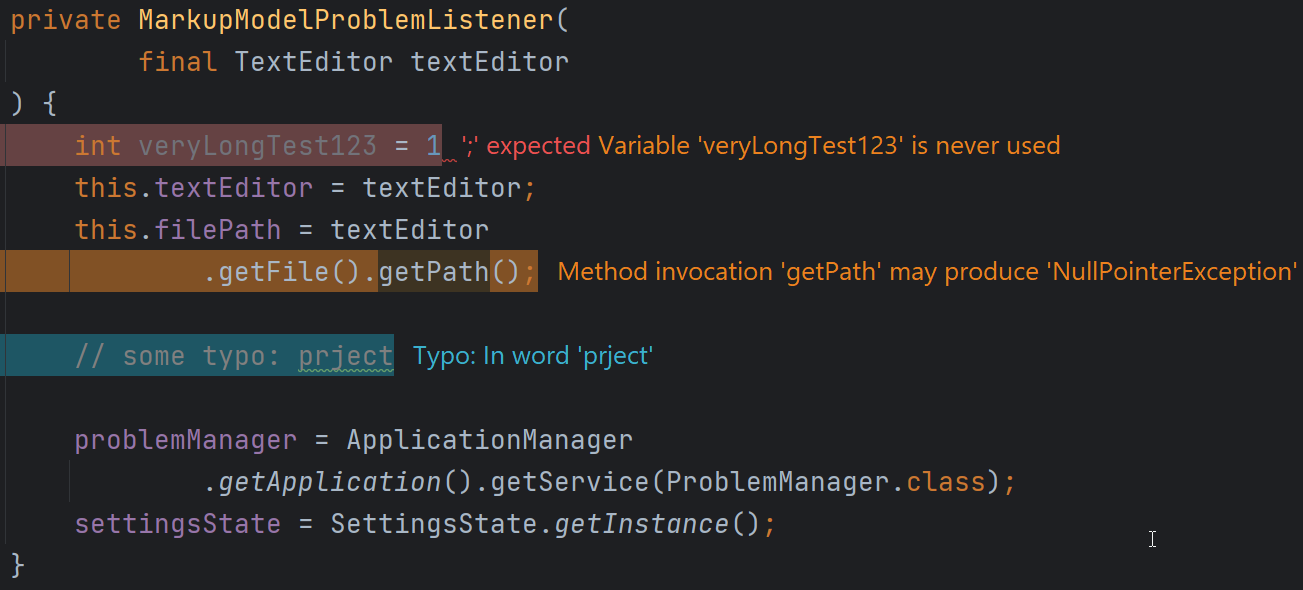 private MarkupModelProblemListener(
        final TextEditor textEditor
) {
    int veryLongTest123 = 1 ';' expected Variable 'veryLongTest123' is never used
    this.textEditor = textEditor;
    this.filePath = textEditor
            .getFile().getPath(); Method invocation 'getPath' may produce 'NullPointerException'
    // some typo: prject Typo: In word 'prject'
    problemManager = ApplicationManager
            .getApplication().getService(ProblemManager.class);
    settingsState = SettingsState.getInstance();
}